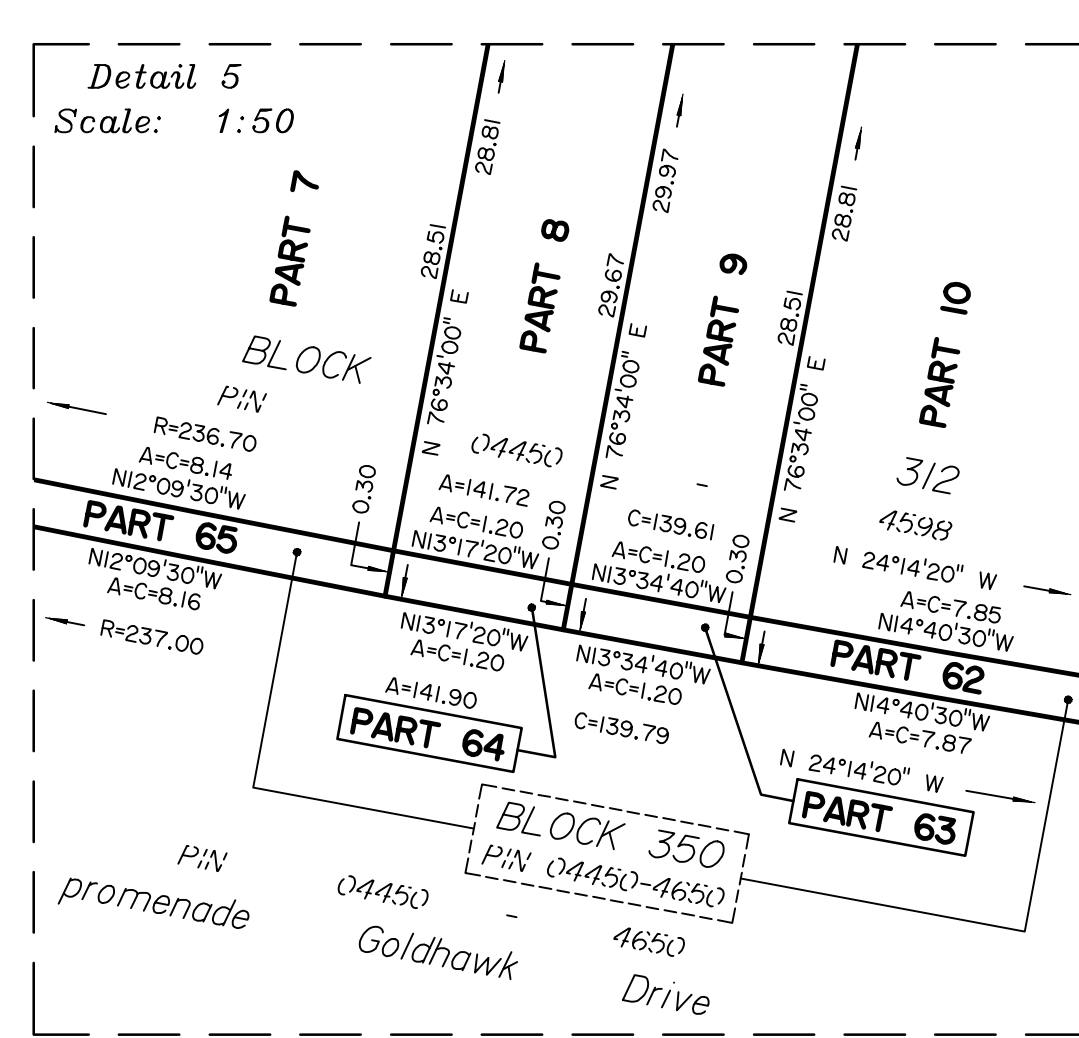 Detail 5
Scale: 1:50
28.81
29.97
28.81
PART 7
28.51
PART 8
29.67
PART 9
28.51
PART 10
N 76°34'00" E
N 76°34'00" E
N 76°34'00" E
BLOCK
312
PIN
04450
-
4598
R=236.70
A=C=8.14
N12°09'30"W
0.30
A=141.72
A=C=1.20
N13°17'20"W
0.30
C=139.61
A=C=1.20
N13°34'40"W
0.30
N 24°14'20" W
A=C=7.85
N14°40'30"W
PART 65
PART 62
N12°09'30"W
A=C=8.16
R=237.00
N13°17'20"W
A=C=1.20
A=141.90
PART 64
N13°34'40"W
A=C=1.20
C=139.79
N14°40'30"W
A=C=7.87
N 24°14'20" W
PART 63
BLOCK 350
PIN 04450-4650
PIN
04450
-
4650
promenade
Goldhawk
Drive